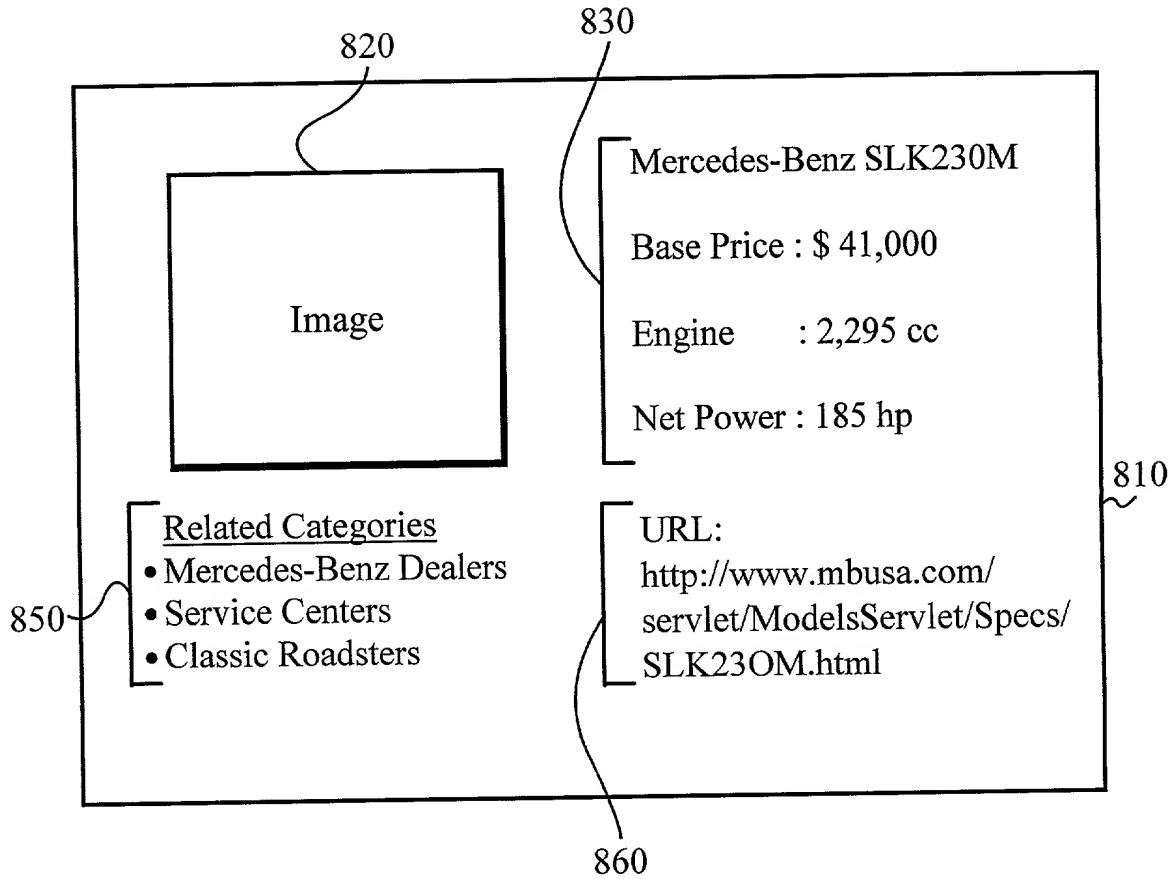 820
830
Image
Mercedes-Benz SLK230M
Base Price : $ 41,000
Engine : 2,295 cc
Net Power : 185 hp
810
Related Categories
• Mercedes-Benz Dealers
• Service Centers
• Classic Roadsters
850
URL:
http://www.mbusa.com/
servlet/ModelsServlet/Specs/
SLK23OM.html
860